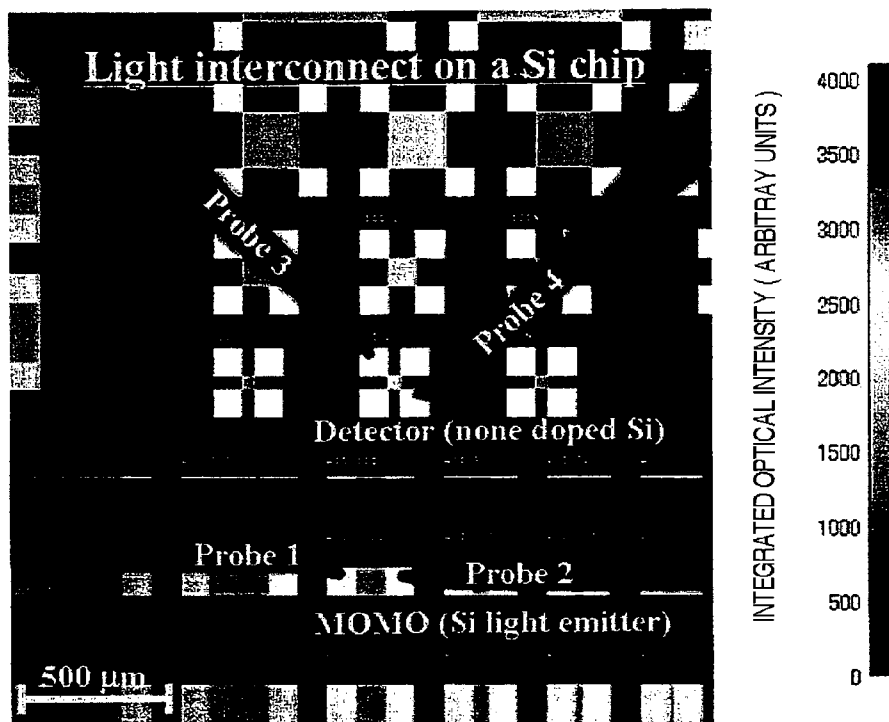 Light interconnect on a Si chip
Probe 3
Probe 4
Detector (none doped Si)
Probe 1
Probe 2
MOMO (Si light emitter)
500 μm
INTEGRATED OPTICAL INTENSITY ( ARBITRAY UNITS )
4000
3500
3000
2500
2000
1500
1000
500
0